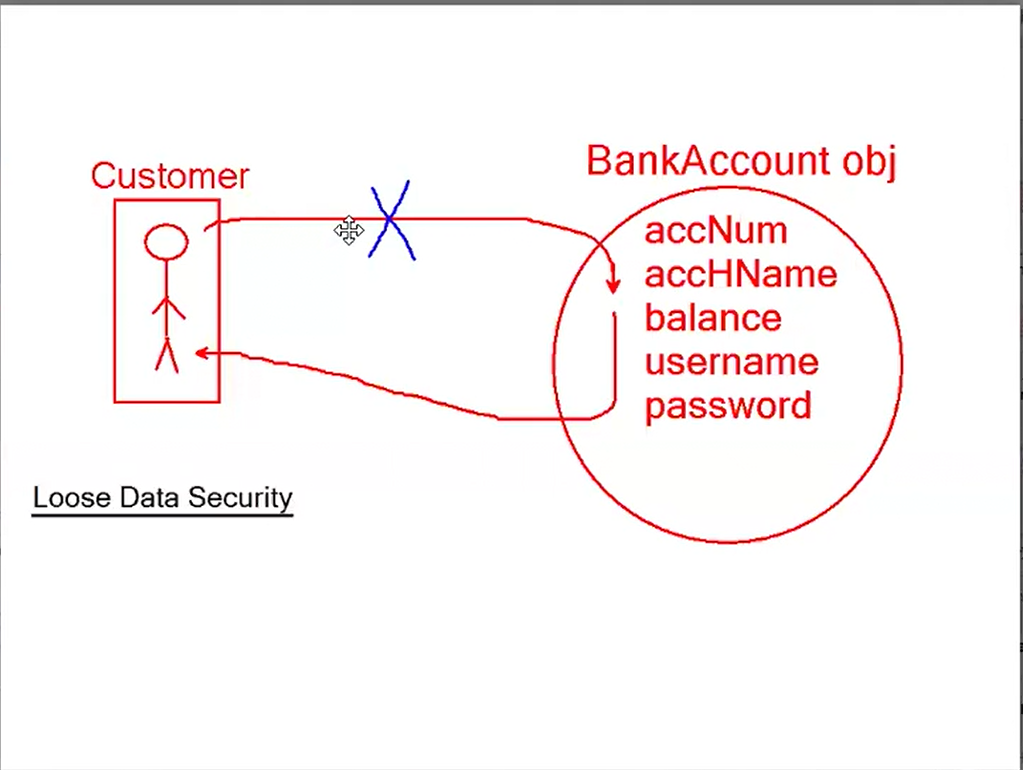 Customer
BankAccount obj
accNum
accHName
balance
username
password
Loose Data Security